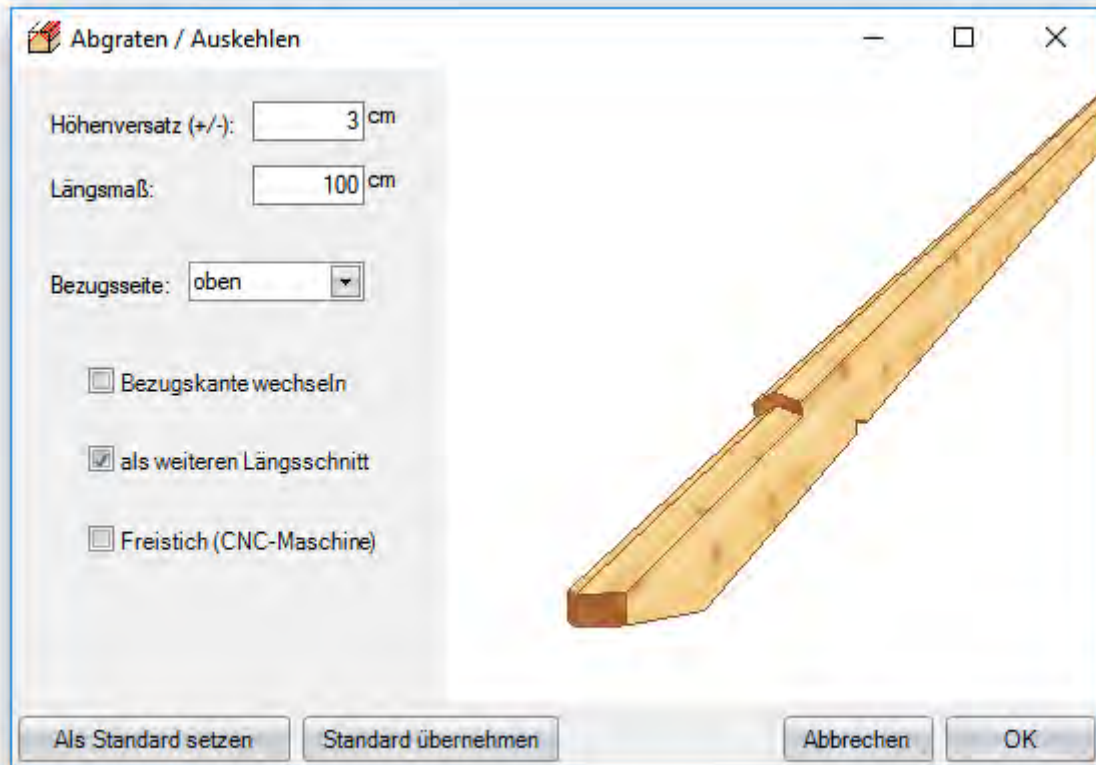 Abgraten / Auskehlen
Höhenversatz (+/-): 3 cm
Längsmaß: 100 cm
Bezugsseite: oben
Bezugskante wechseln
als weiteren Längsschnitt
Freistich (CNC-Maschine)
Als Standard setzen Standard übernehmen Abbrechen OK